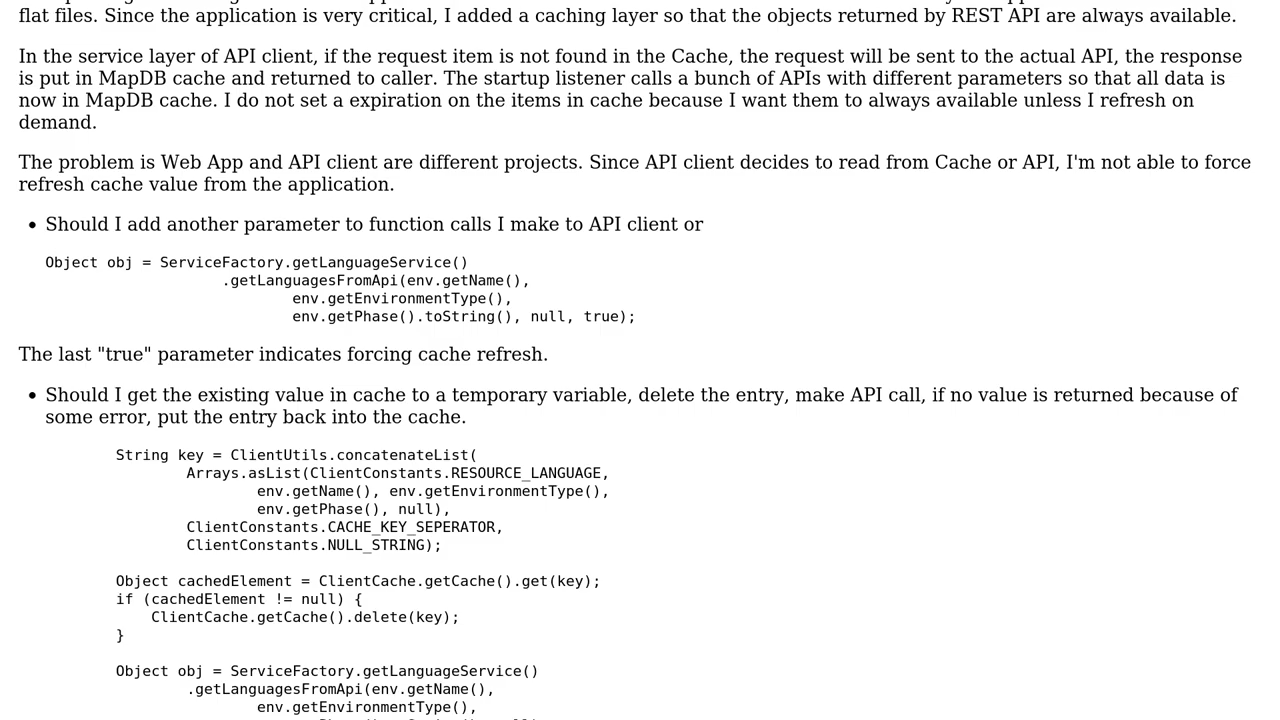 flat files. Since the application is very critical, I added a caching layer so that the objects returned by REST API are always available.
In the service layer of API client, if the request item is not found in the Cache, the request will be sent to the actual API, the response
is put in MapDB cache and returned to caller. The startup listener calls a bunch of APIs with different parameters so that all data is
now in MapDB cache. I do not set a expiration on the items in cache because I want them to always available unless I refresh on
demand.
The problem is Web App and API client are different projects. Since API client decides to read from Cache or API, I'm not able to force
refresh cache value from the application.
• Should I add another parameter to function calls I make to API client or
Object obj = ServiceFactory.getLanguageService()
.getLanguagesFromApi(env.getName(),
env.getEnvironmentType(),
env.getPhase().toString(), null, true);
The last "true" parameter indicates forcing cache refresh.
• Should I get the existing value in cache to a temporary variable, delete the entry, make API call, if no value is returned because of
some error, put the entry back into the cache.
String key = ClientUtils.concatenateList(
Arrays.asList(ClientConstants.RESOURCE_LANGUAGE,
env.getName(), env.getEnvironmentType(),
env.getPhase(), null),
ClientConstants.CACHE_KEY_SEPERATOR,
ClientConstants.NULL_STRING);
Object cachedElement = ClientCache.getCache().get(key);
if (cachedElement != null) {
ClientCache.getCache().delete(key);
}
Object obj = ServiceFactory.getLanguageService()
.getLanguagesFromApi(env.getName(),
env.getEnvironmentType(),